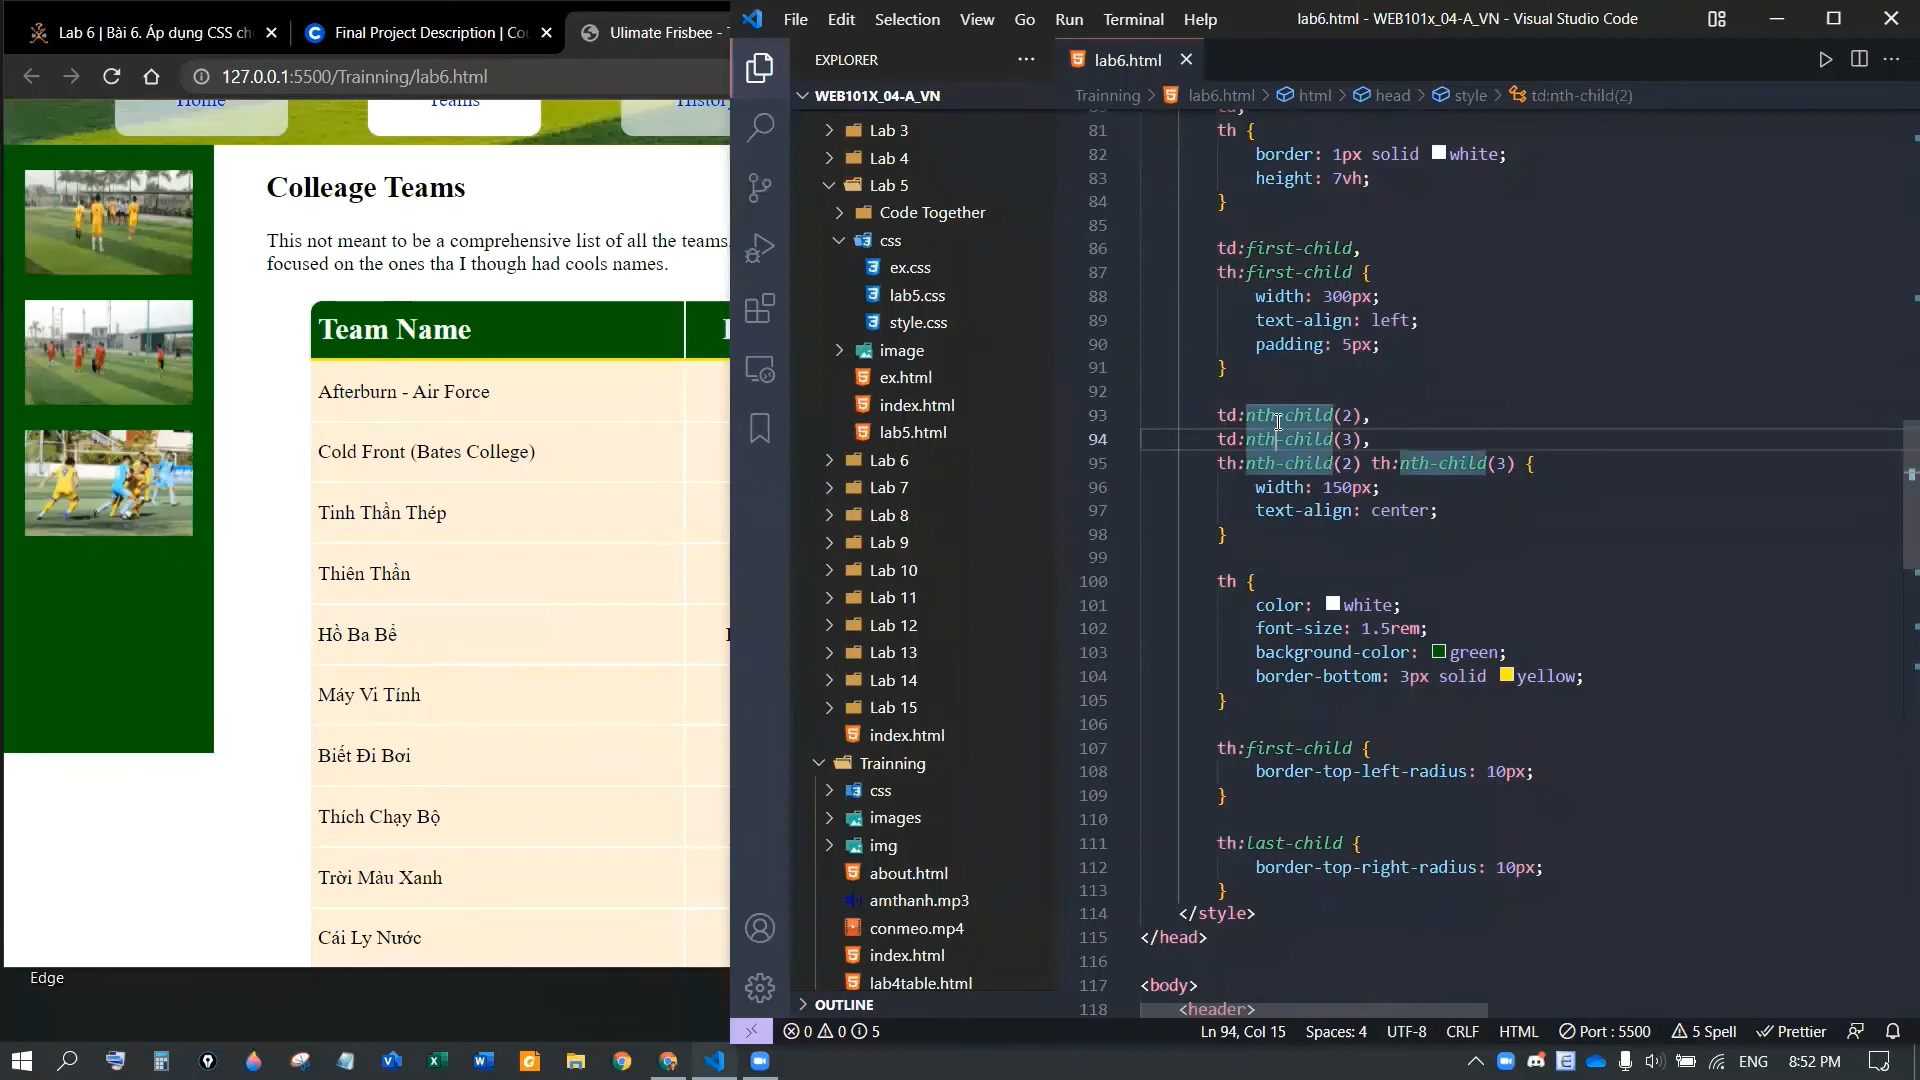 Lab 6 | Bài 6. Áp dụng CSS ch
Final Project Description | Co
Ulimate Frisbee -
127.0.0.1:5500/Trainning/lab6.html
Home
Teams
Histor
Colleage Teams
This not meant to be a comprehensive list of all the teams,
focused on the ones tha I though had cools names.
Team Name
Afterburn - Air Force
Cold Front (Bates College)
Tinh Thần Thép
Thiên Thần
Hồ Ba Bể
Máy Vi Tính
Biết Đi Bơi
Thích Chạy Bộ
Trời Màu Xanh
Cái Ly Nước
Edge
File Edit Selection View Go Run Terminal Help
lab6.html - WEB101x_04-A_VN - Visual Studio Code
EXPLORER
WEB101X_04-A_VN
Lab 3
Lab 4
Lab 5
Code Together
css
ex.css
lab5.css
style.css
image
ex.html
index.html
lab5.html
Lab 6
Lab 7
Lab 8
Lab 9
Lab 10
Lab 11
Lab 12
Lab 13
Lab 14
Lab 15
index.html
Trainning
css
images
img
about.html
amthanh.mp3
conmeo.mp4
index.html
lab4table.html
OUTLINE
lab6.html
Trainning > lab6.html > html > head > style > td:nth-child(2)
81 th {
82 border: 1px solid white;
83 height: 7vh;
84 }
85
86 td:first-child,
87 th:first-child {
88 width: 300px;
89 text-align: left;
90 padding: 5px;
91 }
92
93 td:nth-child(2),
94 td:nth-child(3),
95 th:nth-child(2) th:nth-child(3) {
96 width: 150px;
97 text-align: center;
98 }
99
100 th {
101 color: white;
102 font-size: 1.5rem;
103 background-color: green;
104 border-bottom: 3px solid yellow;
105 }
106
107 th:first-child {
108 border-top-left-radius: 10px;
109 }
110
111 th:last-child {
112 border-top-right-radius: 10px;
113 }
114 </style>
115 </head>
116
117 <body>
118 <header>
0 0 5
Ln 94, Col 15 Spaces: 4 UTF-8 CRLF HTML Port : 5500 5 Spell Prettier
ENG 8:52 PM